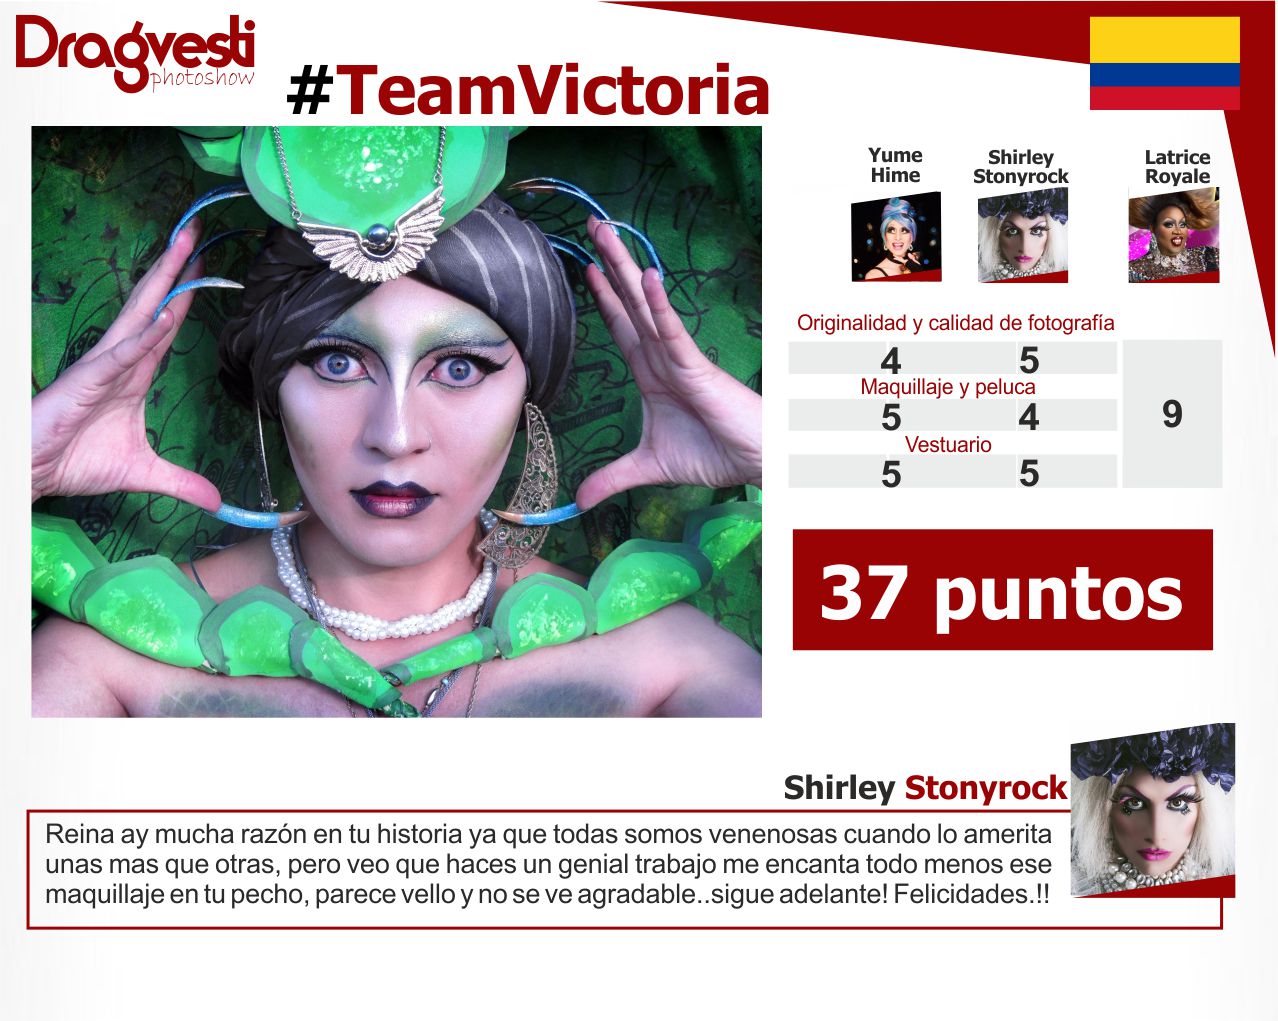 Dragvesti
photoshow
#TeamVictoria
Yume
Hime
Shirley
Stonyrock
Latrice
Royale
Originalidad y calidad de fotografía
4 5
Maquillaje y peluca
5 4
9
Vestuario
5 5
37 puntos
Shirley Stonyrock
Reina ay mucha razón en tu historia ya que todas somos venenosas cuando lo amerita
unas mas que otras, pero veo que haces un genial trabajo me encanta todo menos ese
maquillaje en tu pecho, parece vello y no se ve agradable..sigue adelante! Felicidades.!!